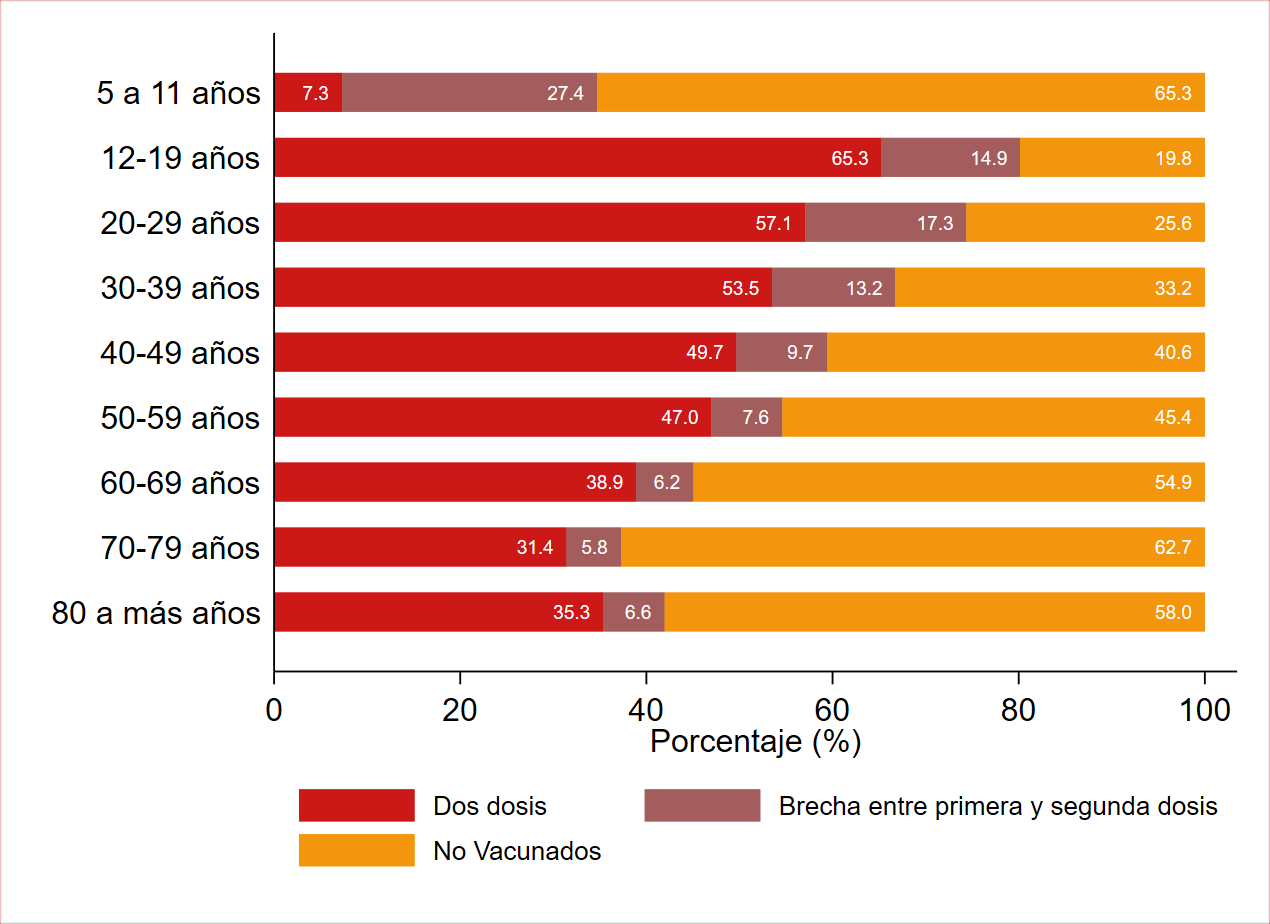 5 a 11 años 7.3 27.4 65.3
12-19 años 65.3 14.9 19.8
20-29 años 57.1 17.3 25.6
30-39 años 53.5 13.2 33.2
40-49 años 49.7 9.7 40.6
50-59 años 47.0 7.6 45.4
60-69 años 38.9 6.2 54.9
70-79 años 31.4 5.8 62.7
80 a más años 35.3 6.6 58.0
0 20 40 60 80 100
Porcentaje (%)
Dos dosis Brecha entre primera y segunda dosis
No Vacunados